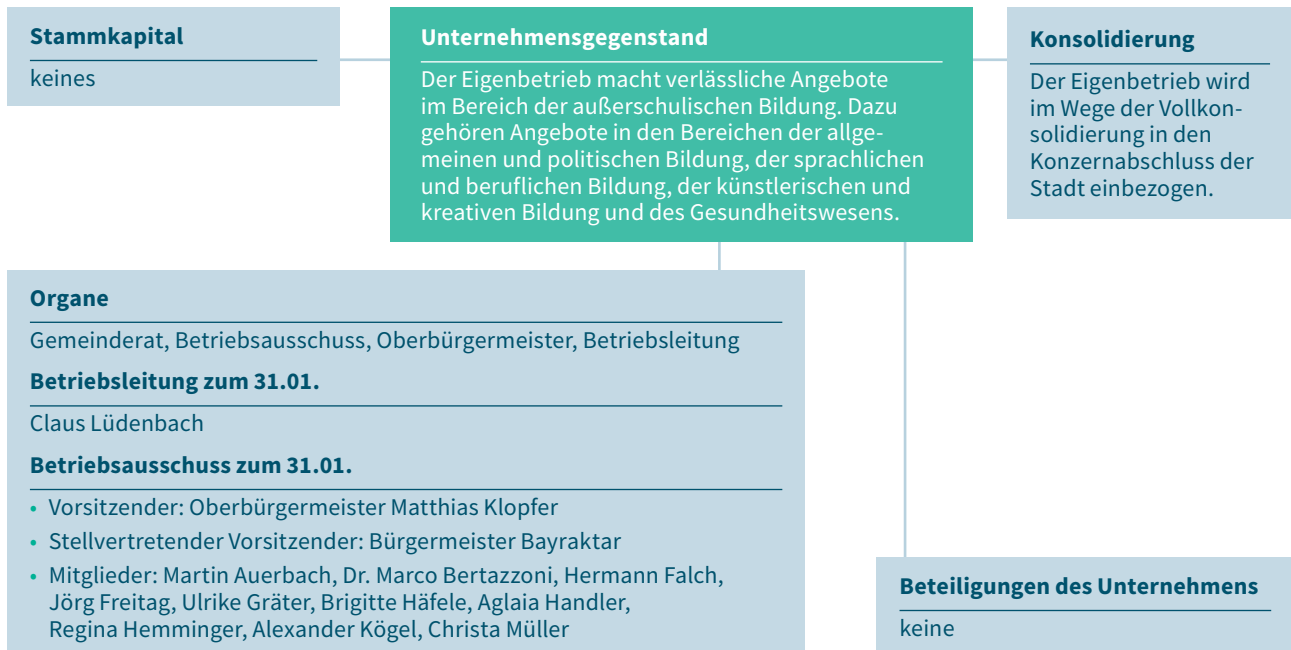 Stammkapital
keines
Unternehmensgegenstand
Der Eigenbetrieb macht verlässliche Angebote
im Bereich der außerschulischen Bildung. Dazu
gehören Angebote in den Bereichen der allge-
meinen und politischen Bildung, der sprachlichen
und beruflichen Bildung, der künstlerischen und
kreativen Bildung und des Gesundheitswesens.
Konsolidierung
Der Eigenbetrieb wird
im Wege der Vollkon-
solidierung in den
Konzernabschluss der
Stadt einbezogen.
Organe
Gemeinderat, Betriebsausschuss, Oberbürgermeister, Betriebsleitung
Betriebsleitung zum 31.01.
Claus Lüdenbach
Betriebsausschuss zum 31.01.
• Vorsitzender: Oberbürgermeister Matthias Klopfer
• Stellvertretender Vorsitzender: Bürgermeister Bayraktar
• Mitglieder: Martin Auerbach, Dr. Marco Bertazzoni, Hermann Falch,
Jörg Freitag, Ulrike Gräter, Brigitte Häfele, Aglaia Handler,
Regina Hemminger, Alexander Kögel, Christa Müller
Beteiligungen des Unternehmens
keine